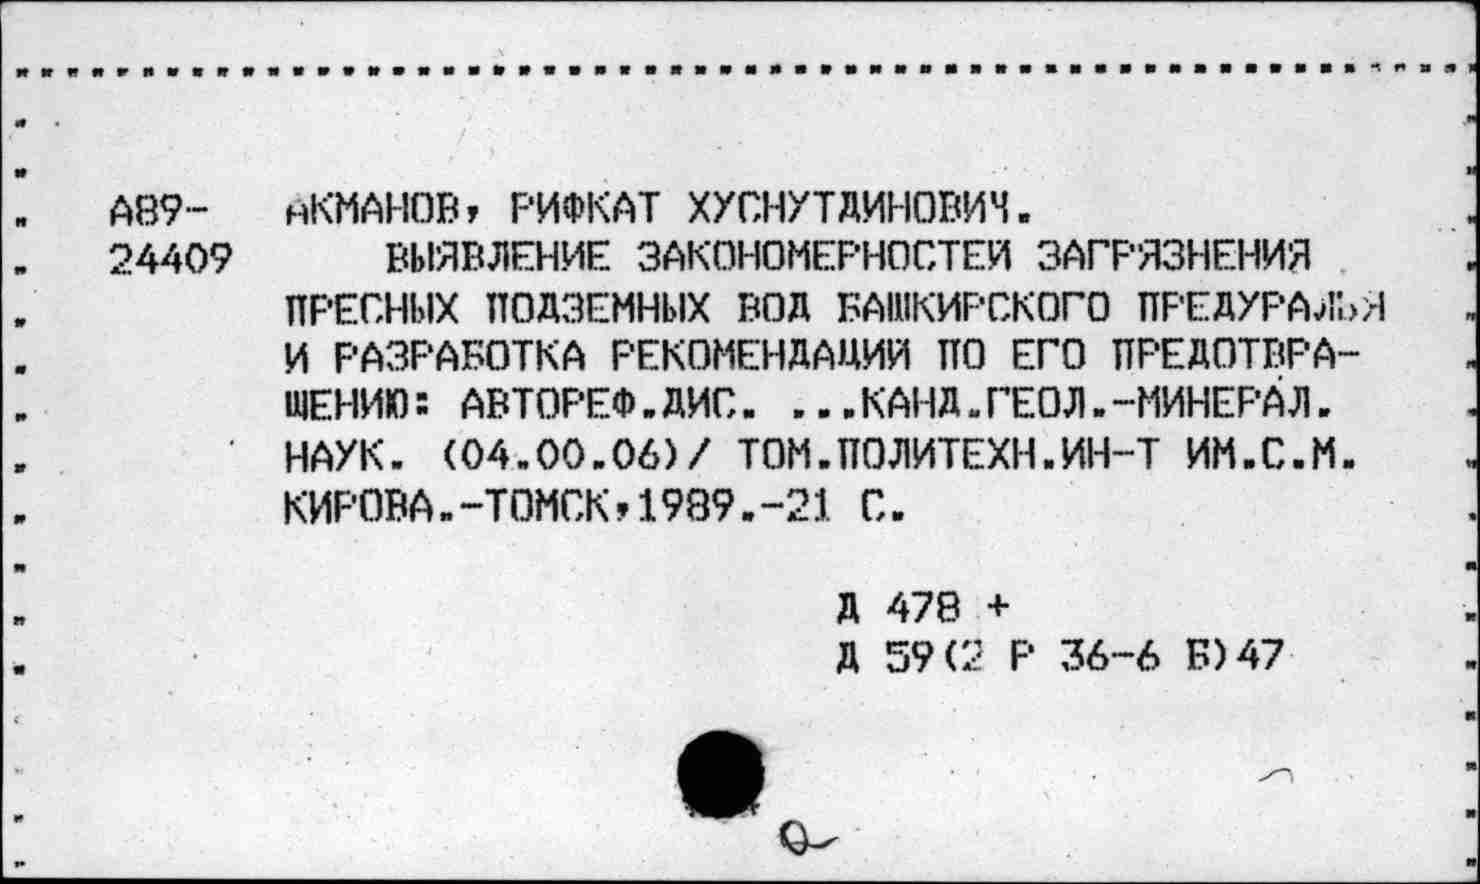 А89- АКМАНОВ, РИФКАТ ХУСНУТДИНОВИЧ.
24409 ВЫЯВЛЕНИЕ ЗАКОНОМЕРНОСТЕЙ ЗАГРЯЗНЕНИЯ
ПРЕСНЫХ ПОДЗЕМНЫХ ВОД БАШКИРСКОГО ПРЕДУРАЛЬЯ
И РАЗРАБОТКА РЕКОМЕНДАЦИЙ ПО ЕГО ПРЕДОТВРА-
ЩЕНИЮ: АВТОРЕФ.ДИС. ...КАНД.ГЕОЛ.-МИНЕРАЛ.
НАУК. (04.00.06)/ ТОМ.ПОЛИТЕХН.ИН-Т ИМ.С.М.
КИРОВА.-ТОМСК,1989.-21 С.
Д 478 +
Д 59(2 Р 36-6 Б)47